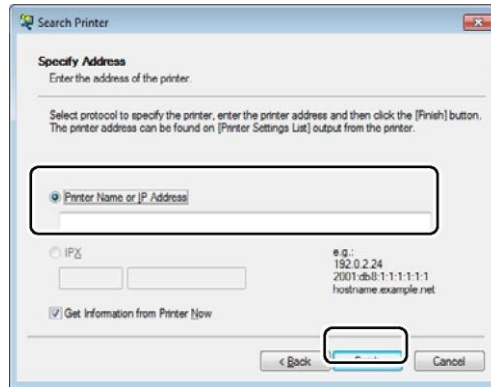 Search Printer
Specify Address
Enter the address of the printer.
Select protocol to specify the printer, enter the printer address and then click the [Finish] button.
The printer address can be found on [Printer Settings List] output from the printer.
Printer Name or IP Address
IPX
e.g.:
192.0.2.24
2001:db8:1:1:1:1:1:1
hostname.example.net
Get Information from Printer Now
< Back
Cancel